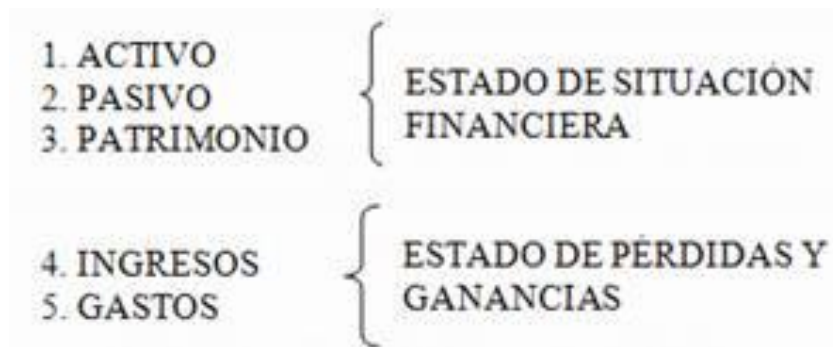 1. ACTIVO
2. PASIVO
3. PATRIMONIO
ESTADO DE SITUACIÓN
FINANCIERA
4. INGRESOS
5. GASTOS
ESTADO DE PÉRDIDAS Y
GANANCIAS